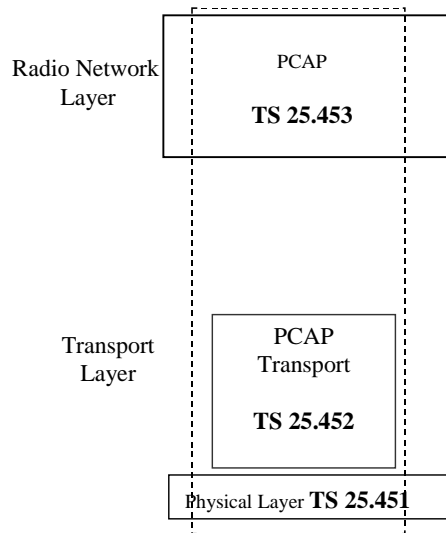 Radio Network
Layer
PCAP
TS 25.453
Transport
Layer
PCAP
Transport
TS 25.452
Physical Layer TS 25.451